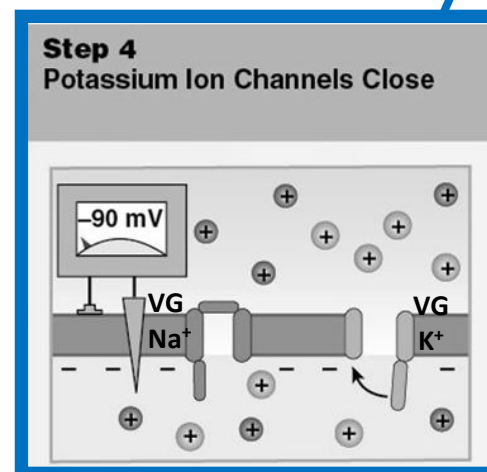 Step 4
Potassium Ion Channels Close
–90 mV
+ + + + + + +
VG VG
Na⁺ K⁺
– – – – – – –
+
+ + + + +